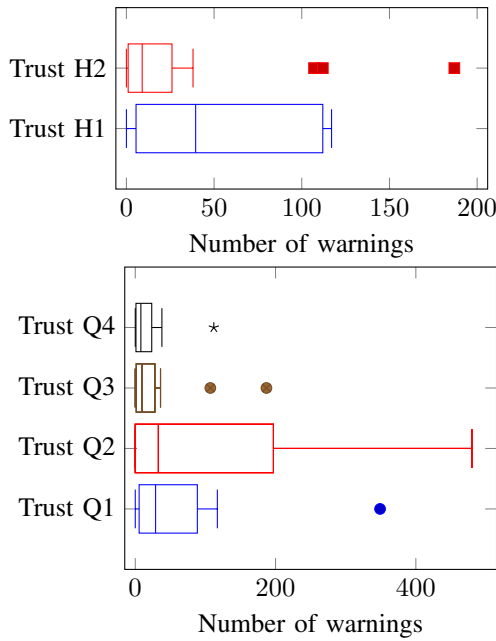 Trust H2
Trust H1
0 50 100 150 200
Number of warnings
Trust Q4
Trust Q3
Trust Q2
Trust Q1
0 200 400
Number of warnings